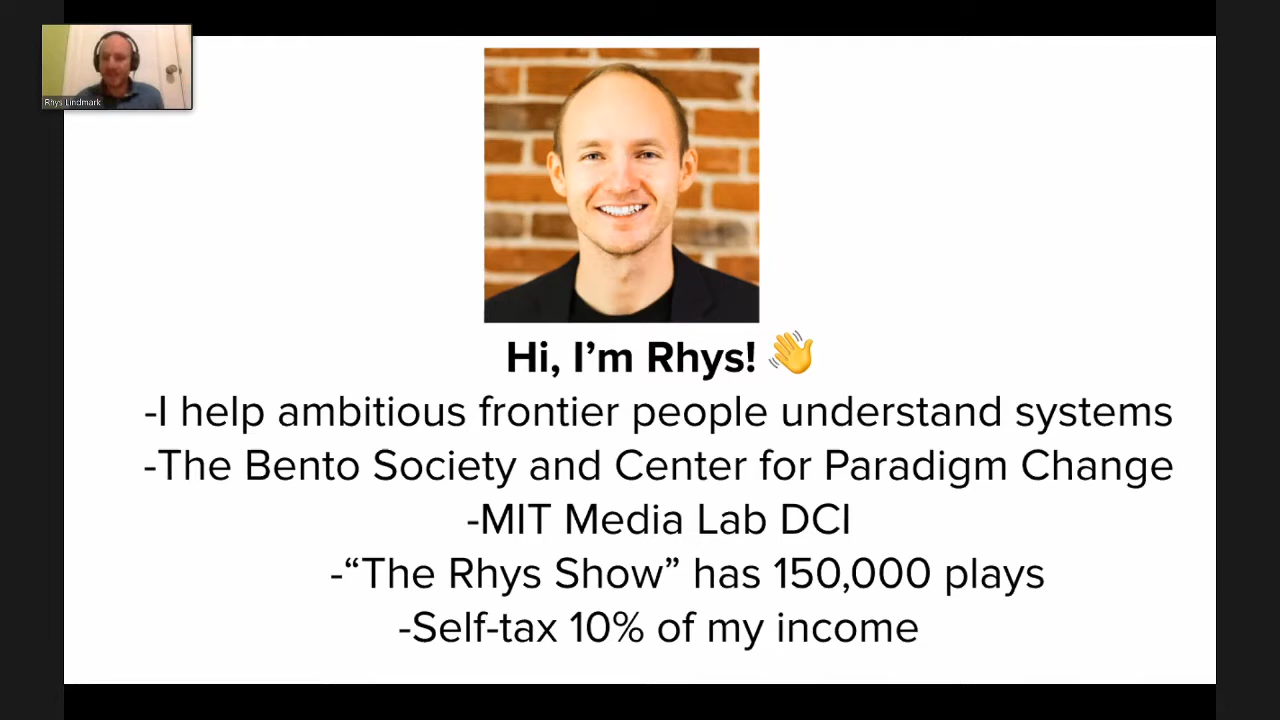 Rhys Lindmark
Hi, I’m Rhys! 👋
-I help ambitious frontier people understand systems
-The Bento Society and Center for Paradigm Change
-MIT Media Lab DCI
-“The Rhys Show” has 150,000 plays
-Self-tax 10% of my income